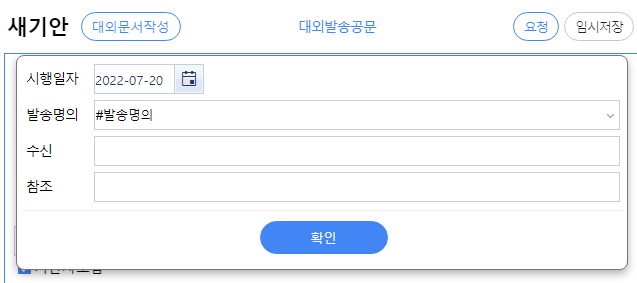 새기안 대외문서작성 대외발송공문 요청 임시저장
시행일자 2022-07-20
발송명의 #발송명의
수신
참조
확인